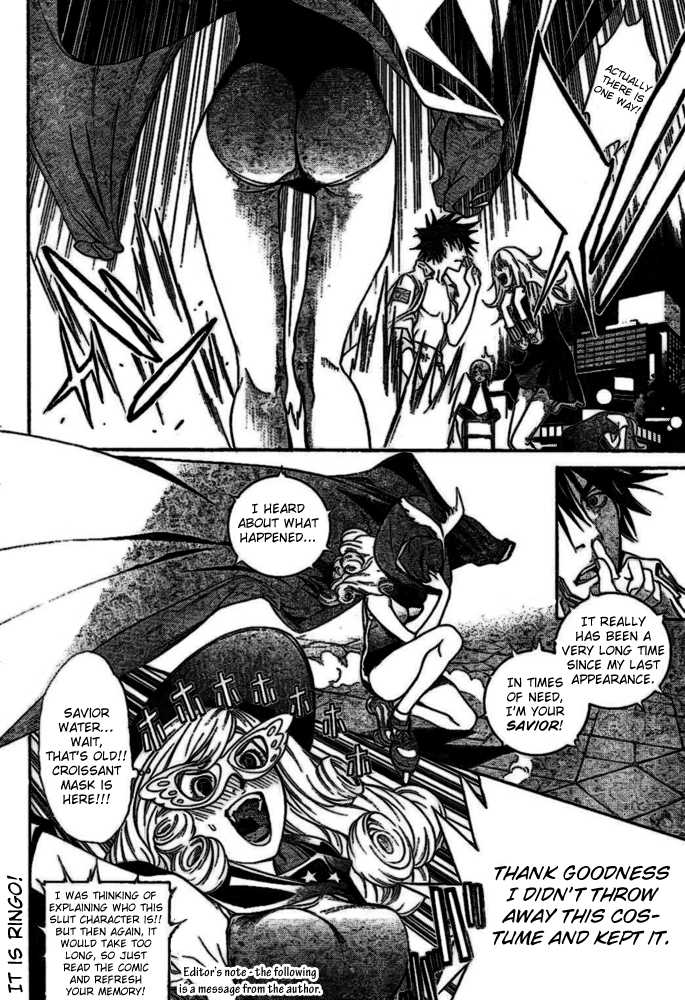 ACTUALLY
THERE IS
ONE WAY!
I HEARD
ABOUT WHAT
HAPPENED...
IT REALLY
HAS BEEN A
VERY LONG TIME
SINCE MY LAST
APPEARANCE.
IN TIMES
OF NEED,
I'M YOUR
SAVIOR!
SAVIOR
WATER...
WAIT,
THAT'S OLD!!
CROISSANT
MASK IS
HERE!!!
ホホホホホホホホ
THANK GOODNESS
I DIDN'T THROW
AWAY THIS COS-
TUME AND KEPT IT.
IT IS RINGO!
I WAS THINKING OF
EXPLAINING WHO THIS
SLUT CHARACTER IS!!
BUT THEN AGAIN, IT
WOULD TAKE TOO
LONG, SO JUST
READ THE COMIC
AND REFRESH
YOUR MEMORY!
Editor's note - the following
is a message from the author.